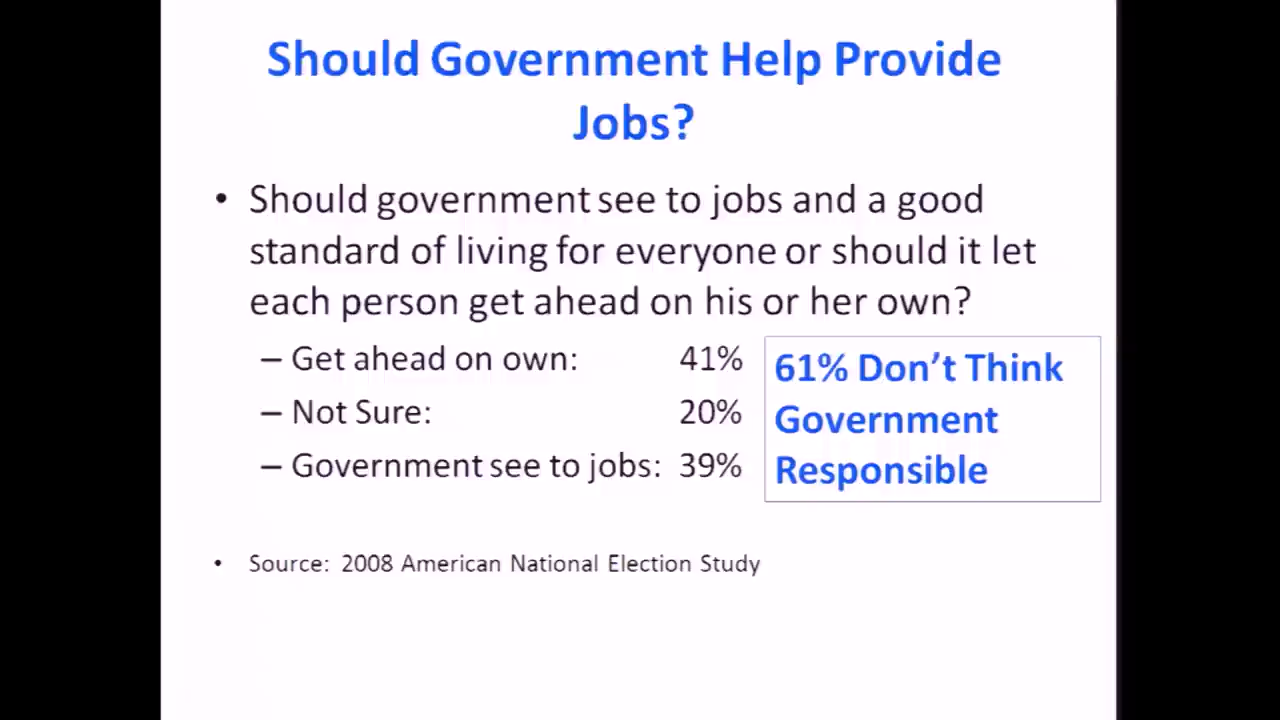 Should Government Help Provide
Jobs?
• Should government see to jobs and a good
standard of living for everyone or should it let
each person get ahead on his or her own?
– Get ahead on own: 41%
– Not Sure: 20%
– Government see to jobs: 39%
61% Don't Think
Government
Responsible
• Source: 2008 American National Election Study